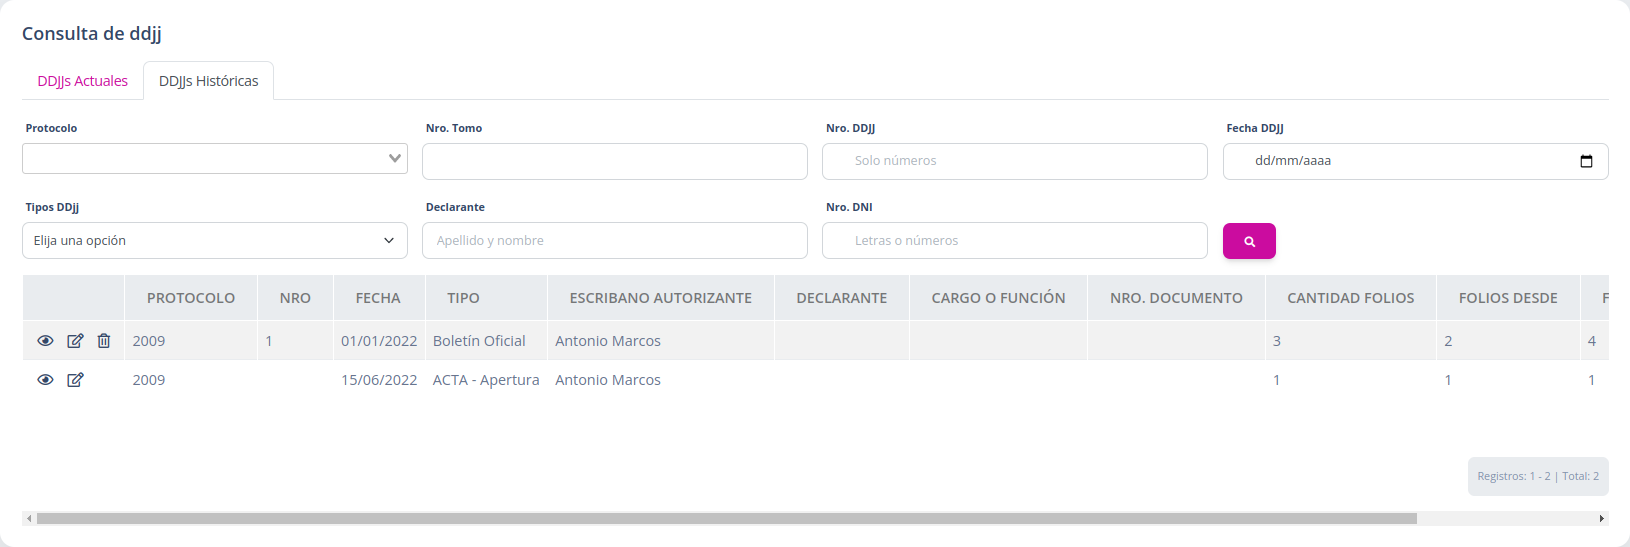 Consulta de ddjj
DDJJs Actuales DDJJs Históricas
Protocolo Nro. Tomo Nro. DDJJ Fecha DDJJ
Solo números dd/mm/aaaa
Tipos DDjj Declarante Nro. DNI
Elija una opción Apellido y nombre Letras o números
PROTOCOLO NRO FECHA TIPO ESCRIBANO AUTORIZANTE DECLARANTE CARGO O FUNCIÓN NRO. DOCUMENTO CANTIDAD FOLIOS FOLIOS DESDE F
2009 1 01/01/2022 Boletín Oficial Antonio Marcos 3 2 4
2009 15/06/2022 ACTA - Apertura Antonio Marcos 1 1 1
Registros: 1 - 2 | Total: 2